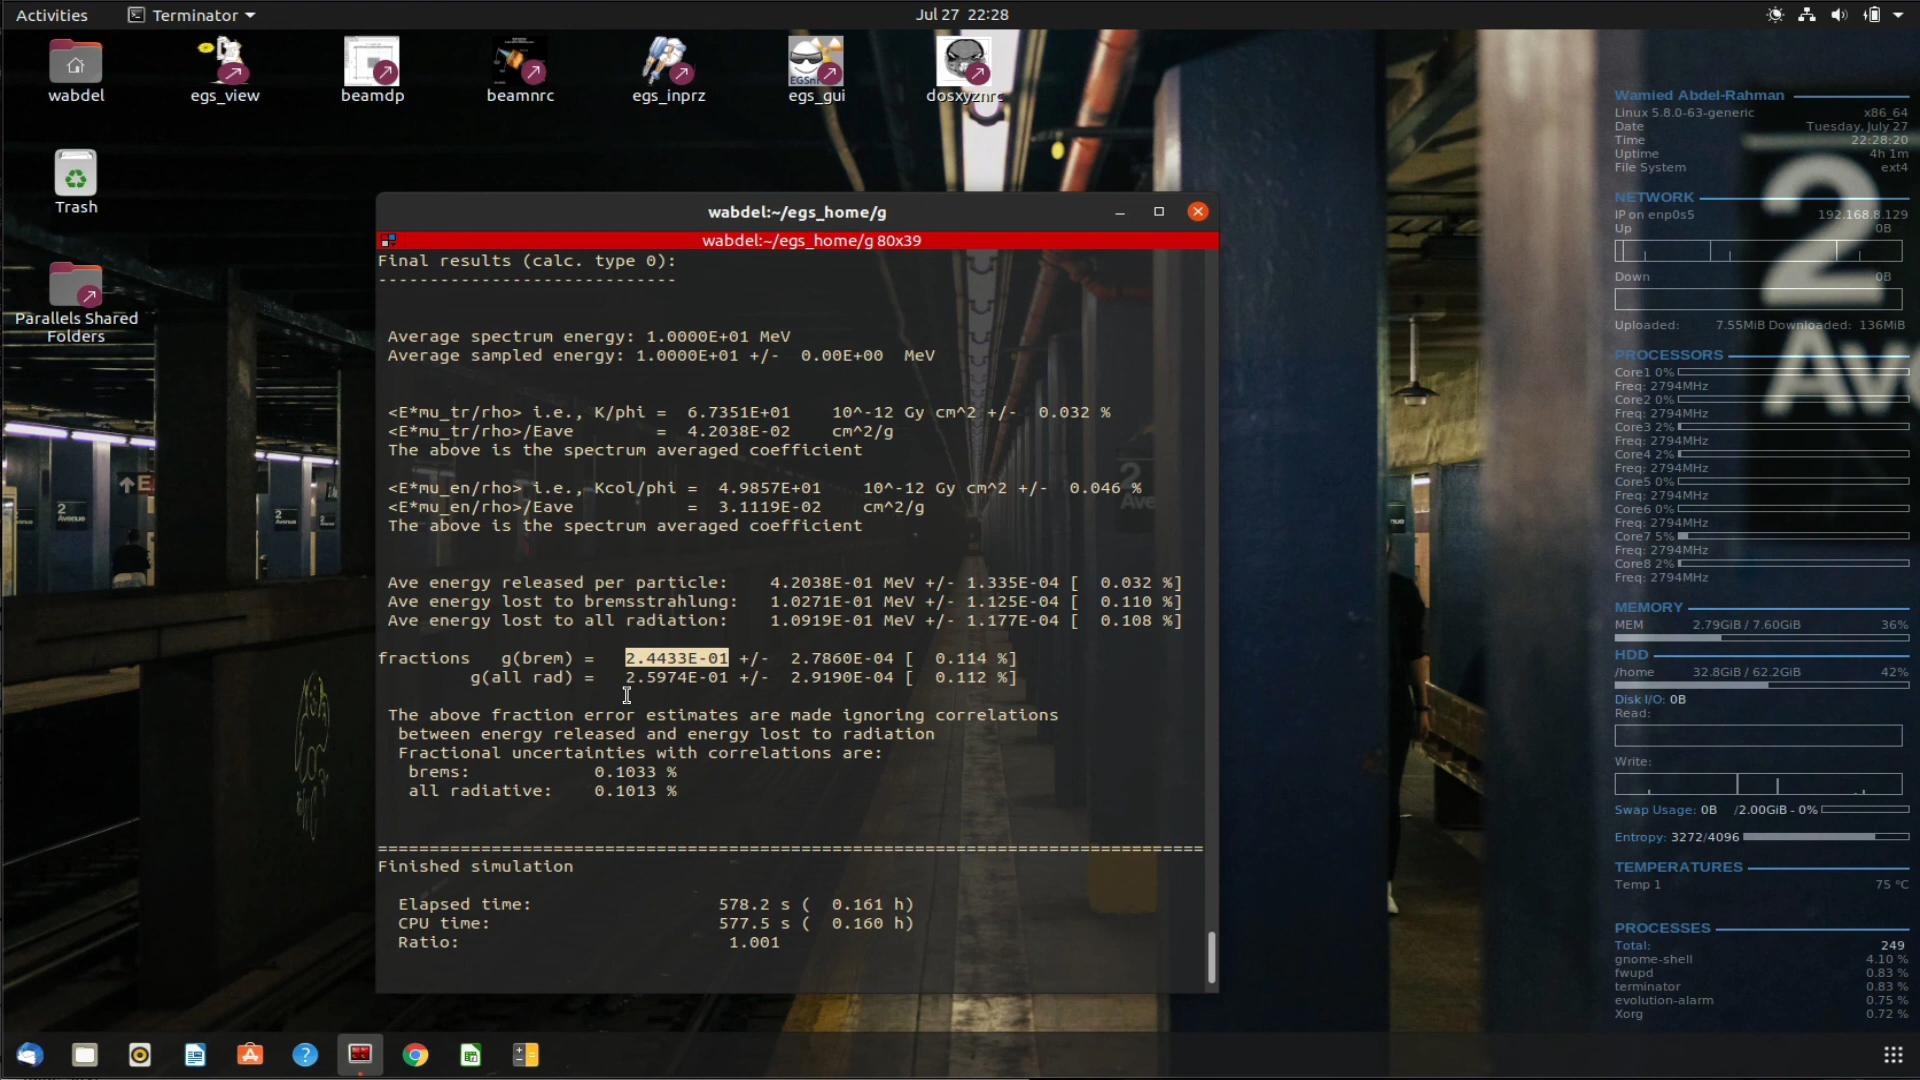 Activities
Terminator
Jul 27 22:28
wabdel
egs_view
beamdp
beamnrc
egs_inprz
egs_gui
dosxyznrc
Trash
Parallels Shared
Folders
wabdel:~/egs_home/g
wabdel:~/egs_home/g 80x39
Final results (calc. type 0):
-----------------------------
Average spectrum energy: 1.0000E+01 MeV
Average sampled energy: 1.0000E+01 +/- 0.00E+00 MeV
<E*mu_tr/rho> i.e., K/phi = 6.7351E+01 10^-12 Gy cm^2 +/- 0.032 %
<E*mu_tr/rho>/Eave = 4.2038E-02 cm^2/g
The above is the spectrum averaged coefficient
<E*mu_en/rho> i.e., Kcol/phi = 4.9857E+01 10^-12 Gy cm^2 +/- 0.046 %
<E*mu_en/rho>/Eave = 3.1119E-02 cm^2/g
The above is the spectrum averaged coefficient
Ave energy released per particle: 4.2038E-01 MeV +/- 1.335E-04 [ 0.032 %]
Ave energy lost to bremsstrahlung: 1.0271E-01 MeV +/- 1.125E-04 [ 0.110 %]
Ave energy lost to all radiation: 1.0919E-01 MeV +/- 1.177E-04 [ 0.108 %]
fractions g(brem) = 2.4433E-01 +/- 2.7860E-04 [ 0.114 %]
g(all rad) = 2.5974E-01 +/- 2.9190E-04 [ 0.112 %]
The above fraction error estimates are made ignoring correlations
between energy released and energy lost to radiation
Fractional uncertainties with correlations are:
brems: 0.1033 %
all radiative: 0.1013 %
================================================================================
Finished simulation
Elapsed time: 578.2 s ( 0.161 h)
CPU time: 577.5 s ( 0.160 h)
Ratio: 1.001
Wamied Abdel-Rahman
Linux 5.8.0-63-generic x86_64
Date Tuesday, July 27
Time 22:28:20
Uptime 4h 1m
File System ext4
NETWORK
IP on enp0s5 192.168.8.129
Up 0B
Down 0B
Uploaded: 7.55MiB Downloaded: 136MiB
PROCESSORS
Core1 0%
Freq: 2794MHz
Core2 0%
Freq: 2794MHz
Core3 2%
Freq: 2794MHz
Core4 2%
Freq: 2794MHz
Core5 0%
Freq: 2794MHz
Core6 0%
Freq: 2794MHz
Core7 5%
Freq: 2794MHz
Core8 2%
Freq: 2794MHz
MEMORY
MEM 2.79GiB / 7.60GiB 36%
HDD
/home 32.8GiB / 62.2GiB 42%
Disk I/O: 0B
Read:
Write:
Swap Usage: 0B /2.00GiB - 0%
Entropy: 3272/4096
TEMPERATURES
Temp 1 75 °C
PROCESSES
Total: 249
gnome-shell 4.10 %
fwupd 0.83 %
terminator 0.83 %
evolution-alarm 0.75 %
Xorg 0.72 %
2
Av
E
2
Avenue
2
Ave